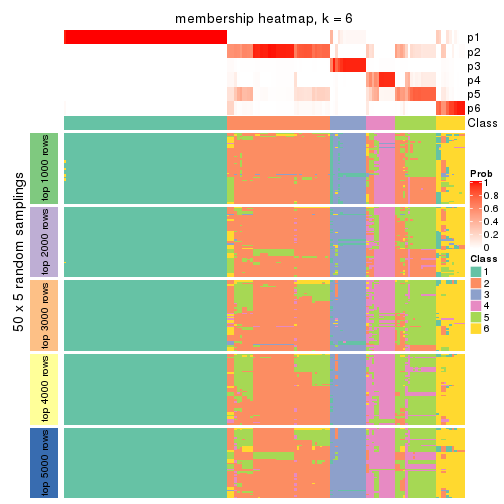 membership heatmap, k = 6
p1
p2
p3
p4
p5
p6
Class
50 x 5 random samplings
top 1000 rows
top 2000 rows
top 3000 rows
top 4000 rows
top 5000 rows
Prob
1
0.8
0.6
0.4
0.2
0
Class
1
2
3
4
5
6